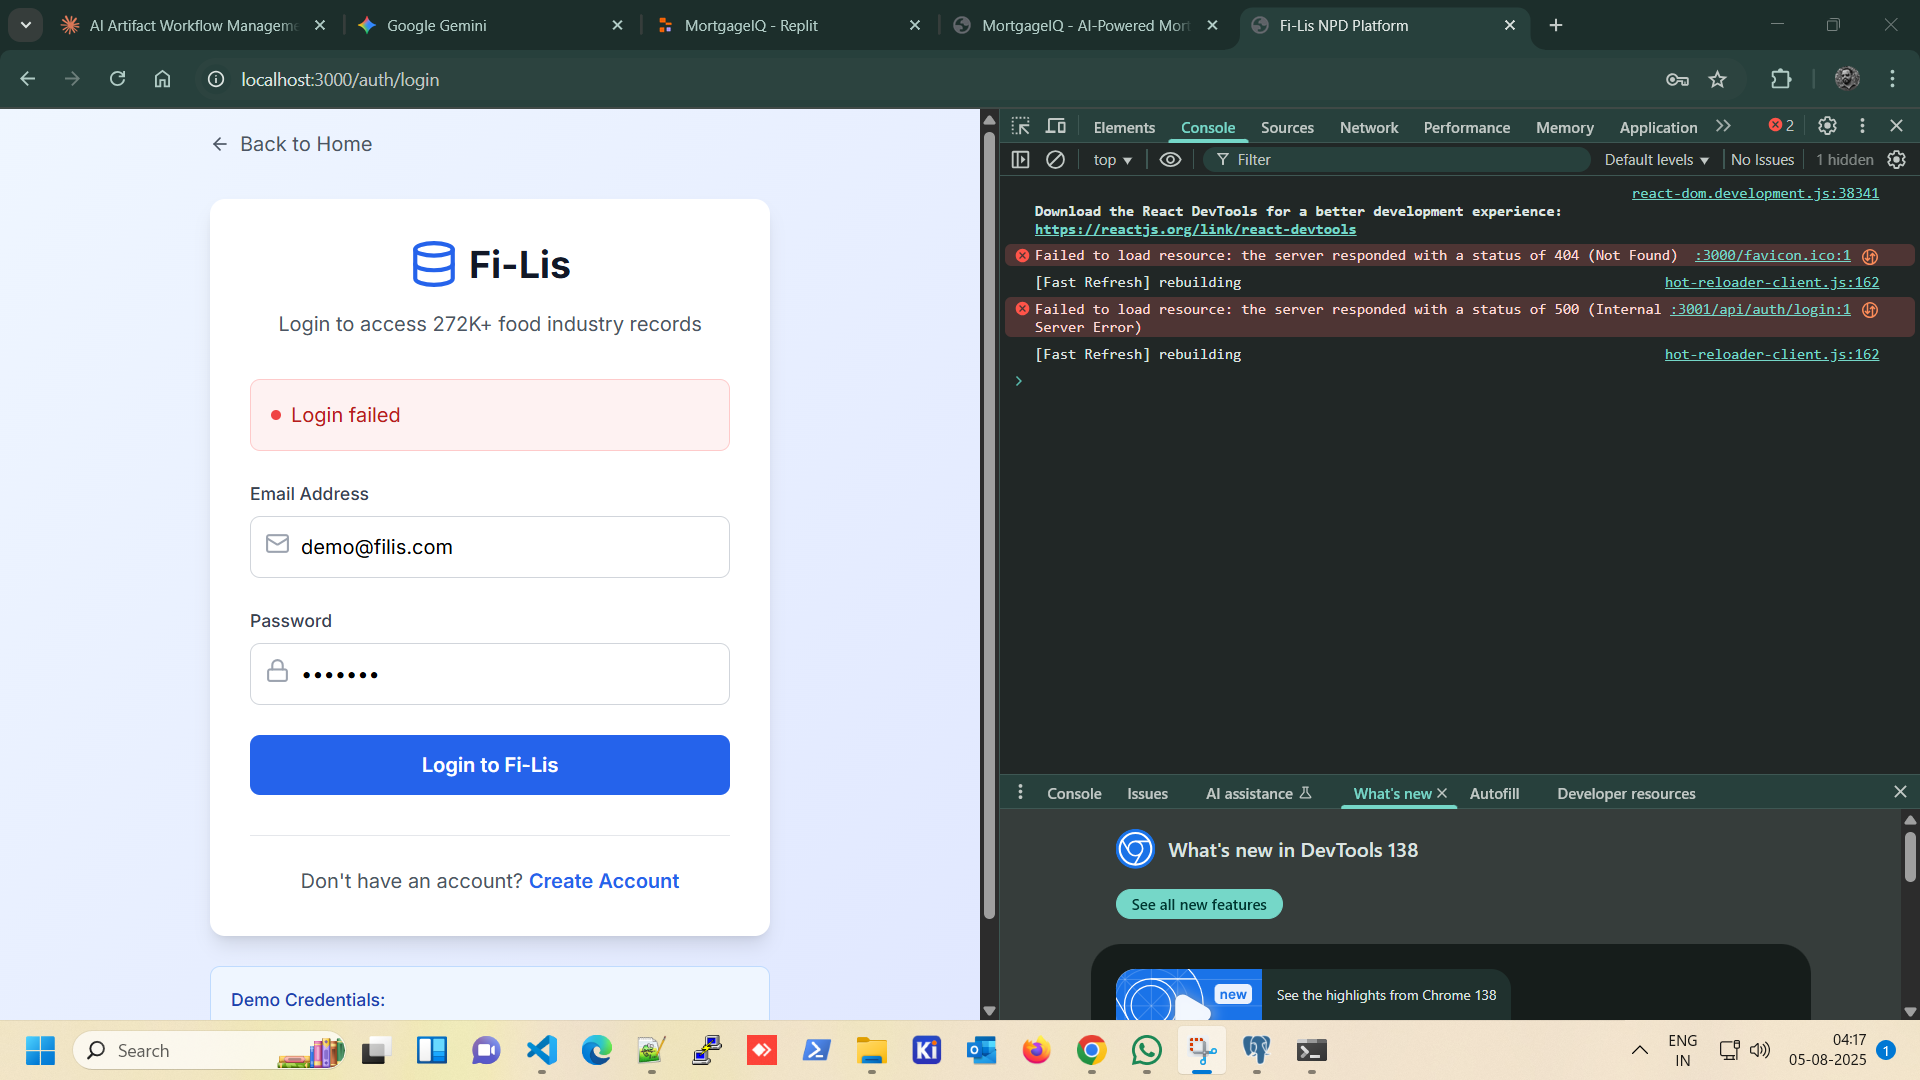 AI Artifact Workflow Manageme
Google Gemini
MortgageIQ - Replit
MortgageIQ - AI-Powered Mort
Fi-Lis NPD Platform
localhost:3000/auth/login
Back to Home
Fi-Lis
Login to access 272K+ food industry records
Login failed
Email Address
demo@filis.com
Password
•••••••
Login to Fi-Lis
Don't have an account? Create Account
Demo Credentials:
Elements
Console
Sources
Network
Performance
Memory
Application
2
top
Filter
Default levels
No Issues
1 hidden
react-dom.development.js:38341
Download the React DevTools for a better development experience:
https://reactjs.org/link/react-devtools
Failed to load resource: the server responded with a status of 404 (Not Found) :3000/favicon.ico:1
[Fast Refresh] rebuilding hot-reloader-client.js:162
Failed to load resource: the server responded with a status of 500 (Internal :3001/api/auth/login:1
Server Error)
[Fast Refresh] rebuilding hot-reloader-client.js:162
Console
Issues
AI assistance
What's new
Autofill
Developer resources
What's new in DevTools 138
See all new features
new
See the highlights from Chrome 138
Search
Ki
ENG
IN
04:17
05-08-2025
1